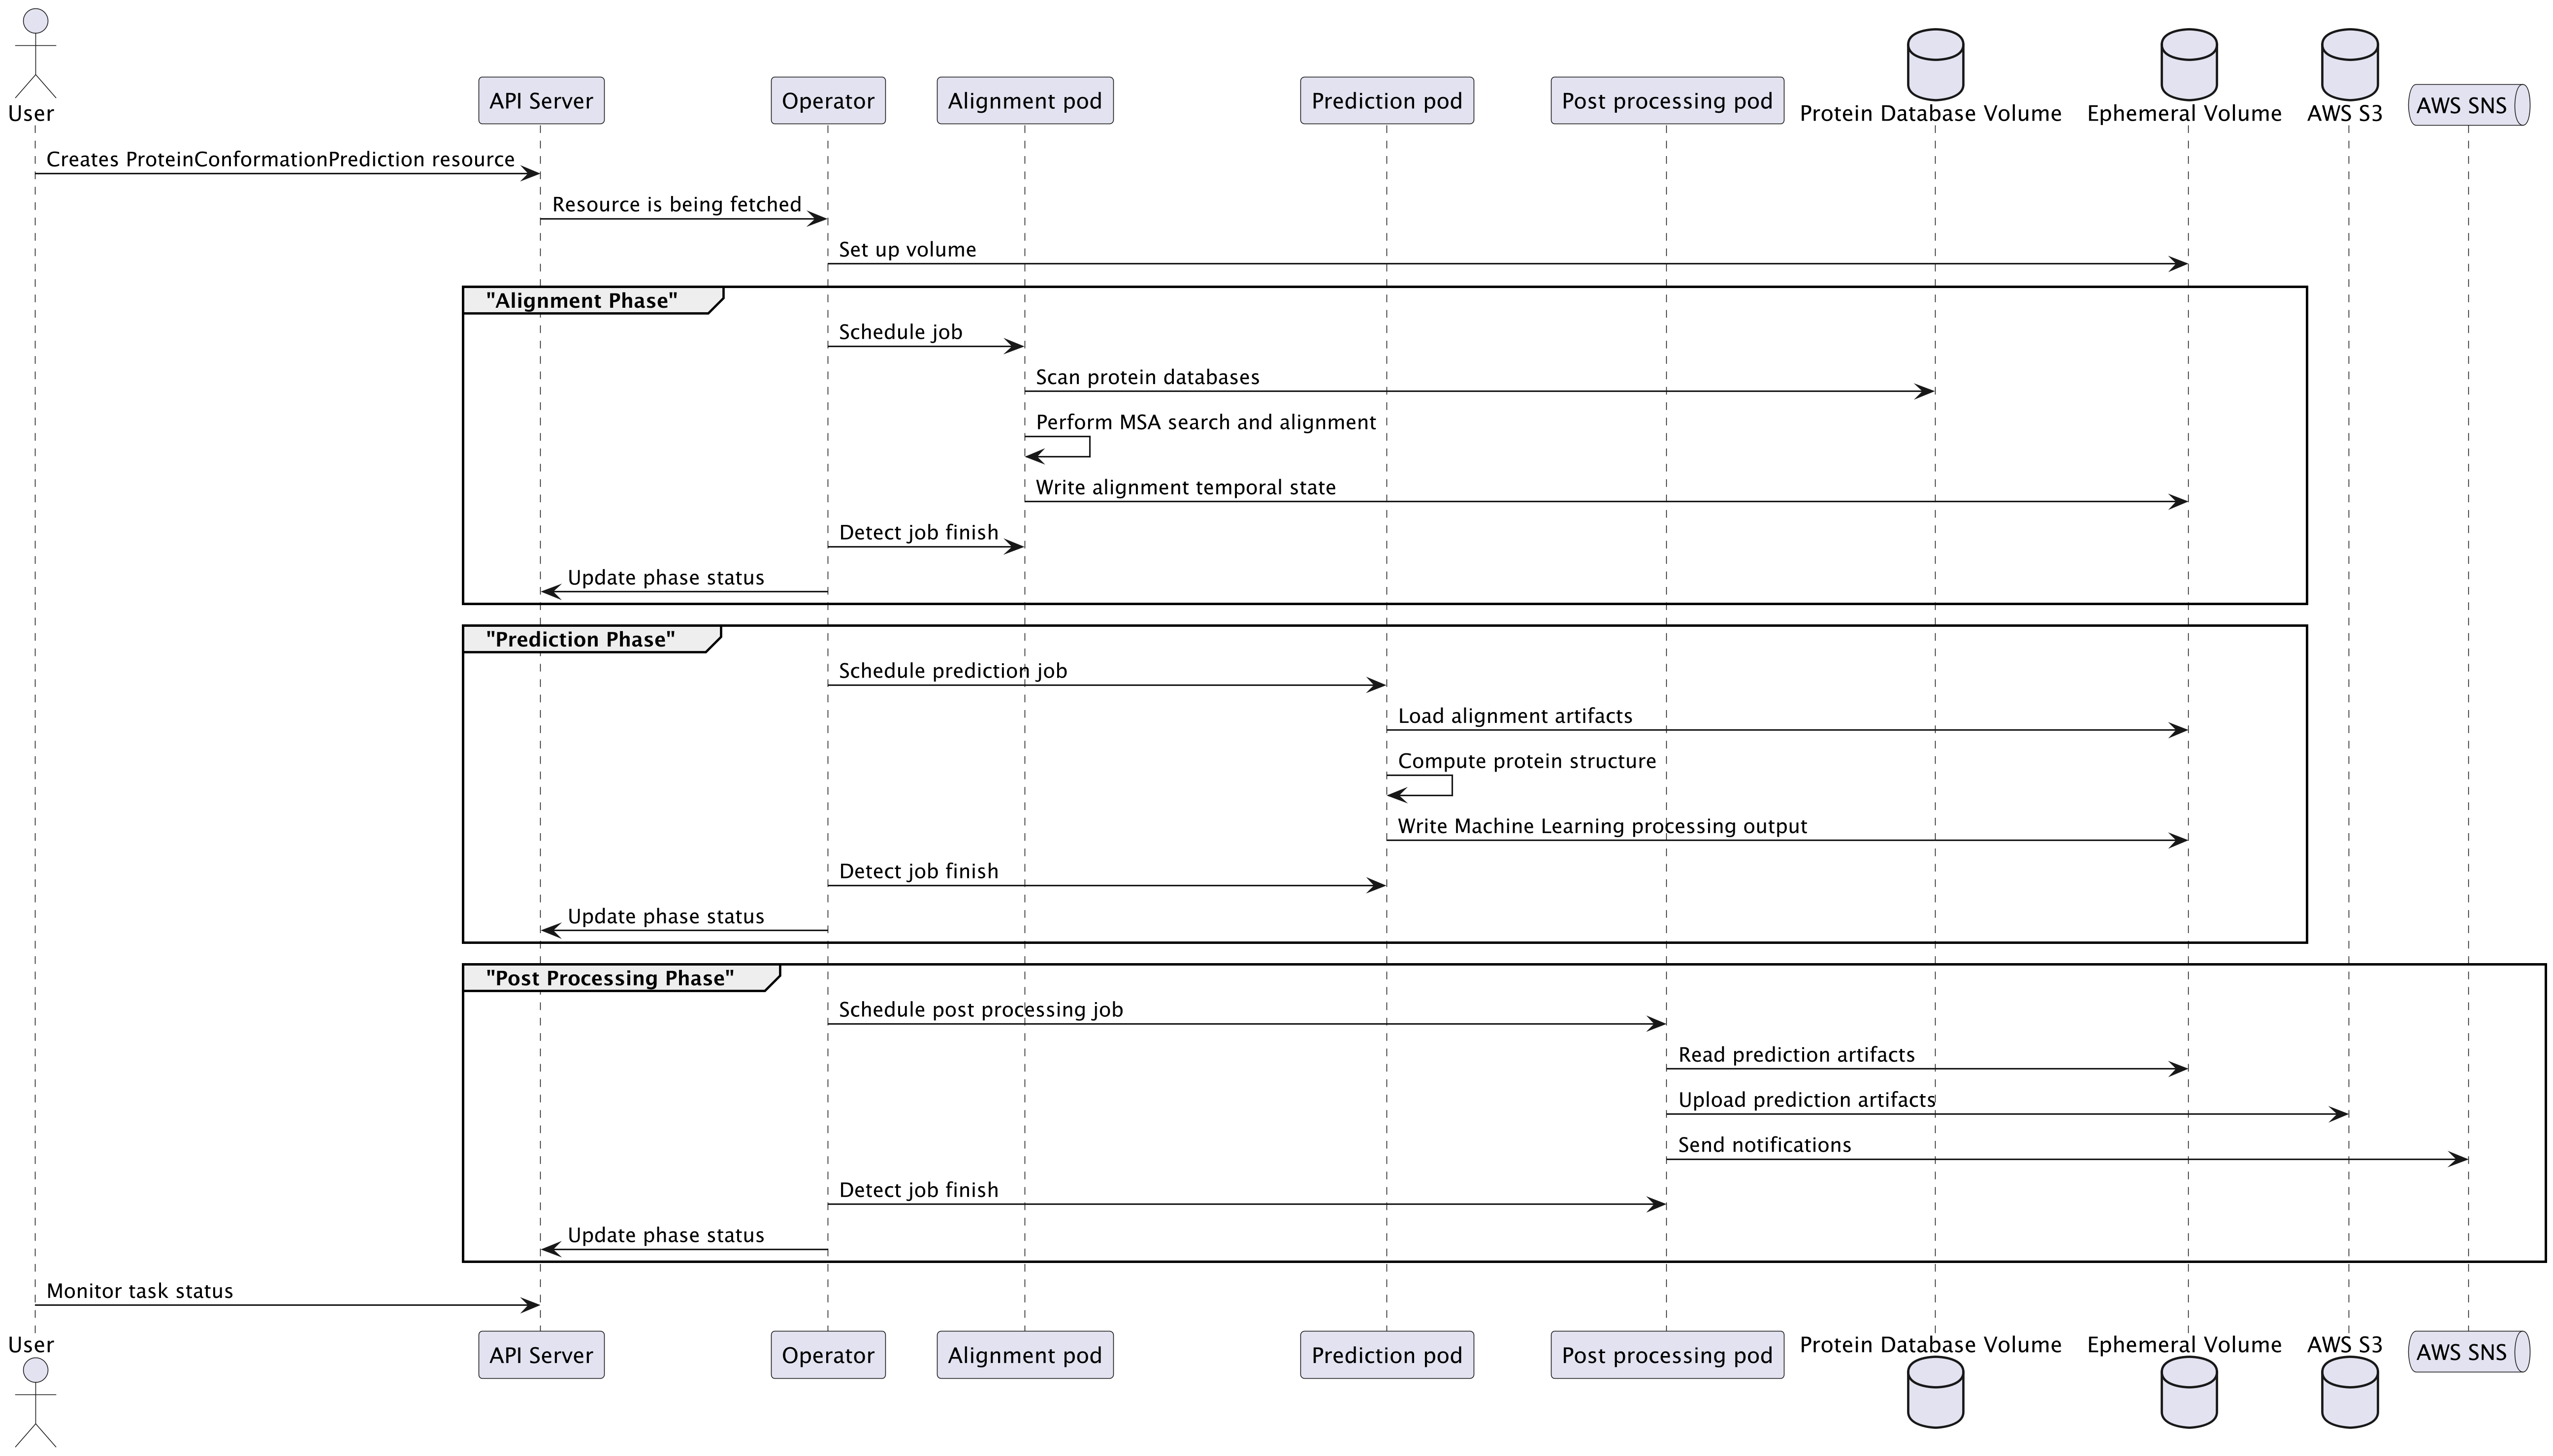 User
API Server
Operator
Alignment pod
Prediction pod
Post processing pod
Protein Database Volume
Ephemeral Volume
AWS S3
AWS SNS
Creates ProteinConformationPrediction resource
Resource is being fetched
Set up volume
"Alignment Phase"
Schedule job
Scan protein databases
Perform MSA search and alignment
Write alignment temporal state
Detect job finish
Update phase status
"Prediction Phase"
Schedule prediction job
Load alignment artifacts
Compute protein structure
Write Machine Learning processing output
Detect job finish
Update phase status
"Post Processing Phase"
Schedule post processing job
Read prediction artifacts
Upload prediction artifacts
Send notifications
Detect job finish
Update phase status
Monitor task status
User
API Server
Operator
Alignment pod
Prediction pod
Post processing pod
Protein Database Volume
Ephemeral Volume
AWS S3
AWS SNS